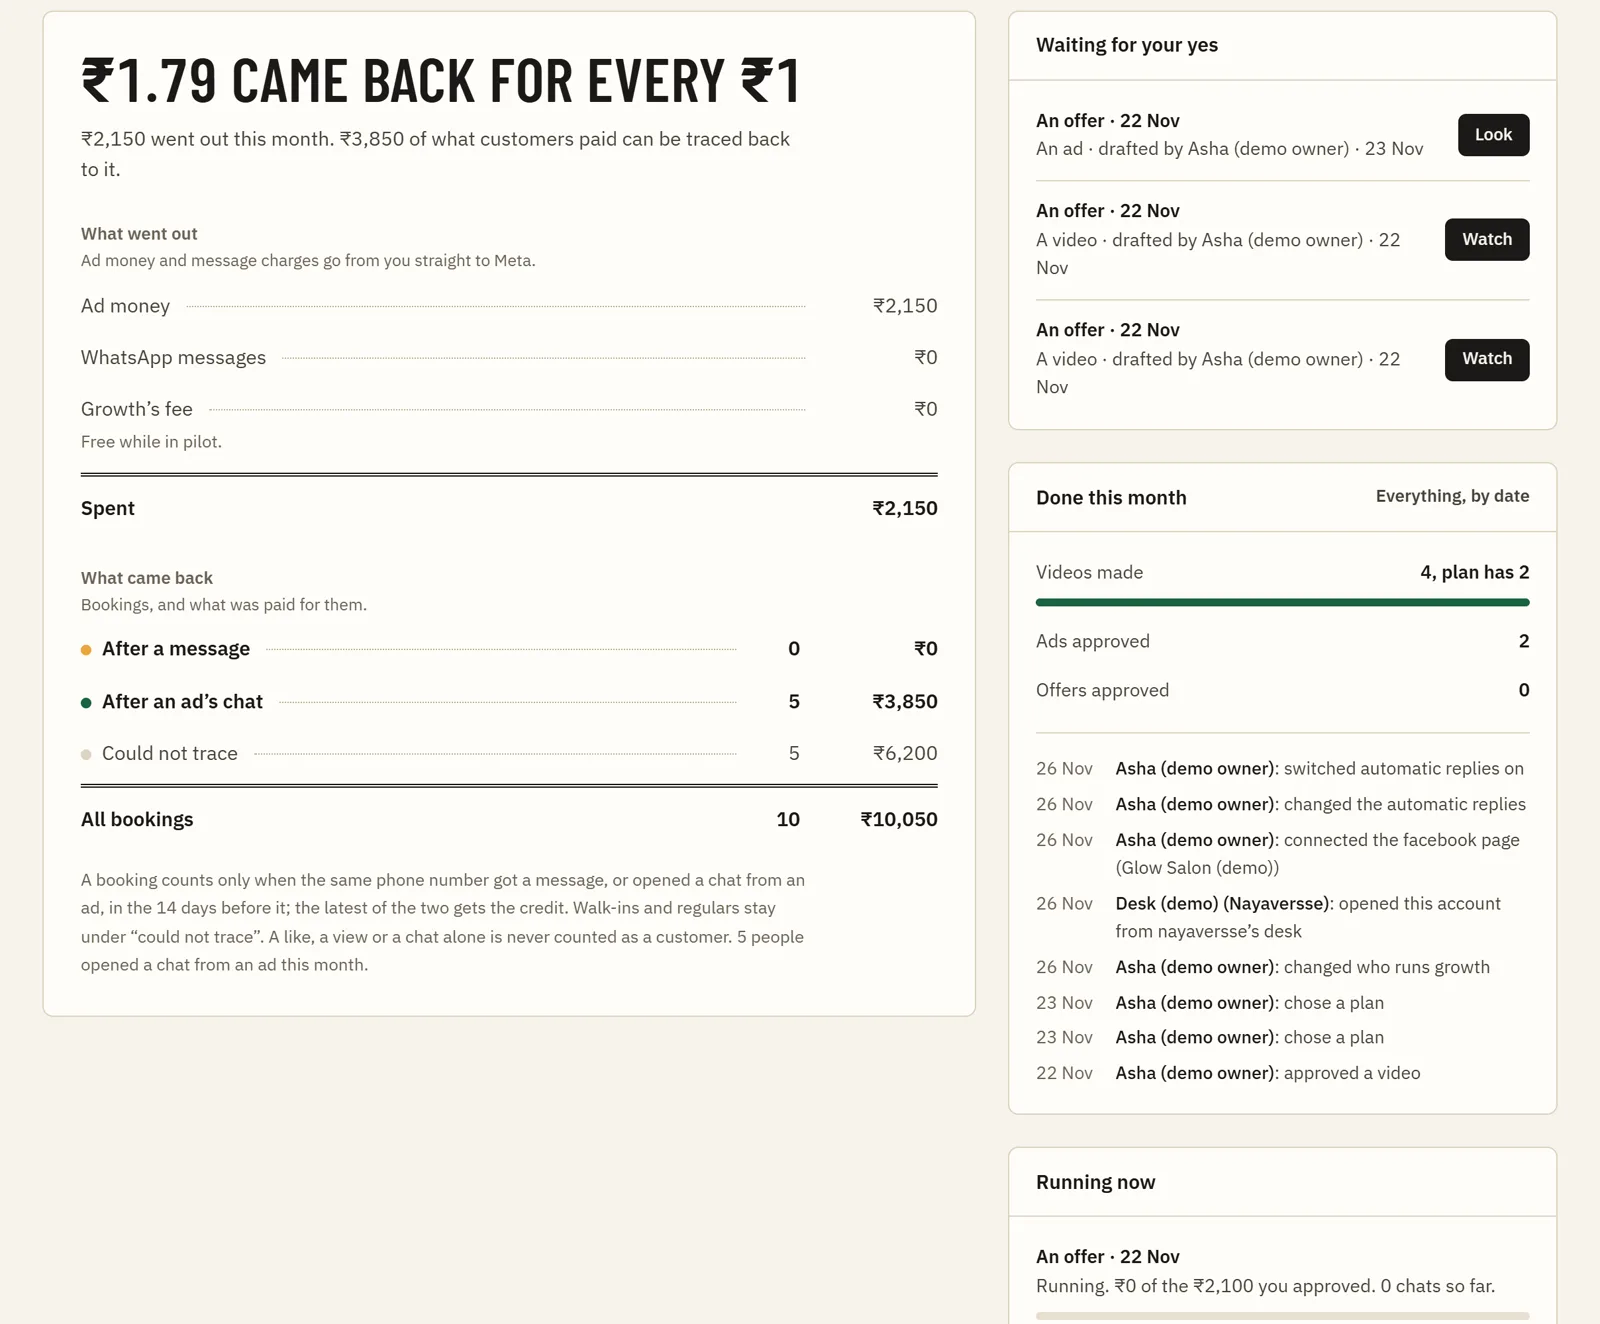 ₹1.79 CAME BACK FOR EVERY ₹1
₹2,150 went out this month. ₹3,850 of what customers paid can be traced back
to it.
What went out
Ad money and message charges go from you straight to Meta.
Ad money ₹2,150
WhatsApp messages ₹0
Growth’s fee ₹0
Free while in pilot.
Spent ₹2,150
What came back
Bookings, and what was paid for them.
After a message 0 ₹0
After an ad’s chat 5 ₹3,850
Could not trace 5 ₹6,200
All bookings 10 ₹10,050
A booking counts only when the same phone number got a message, or opened a chat from an
ad, in the 14 days before it; the latest of the two gets the credit. Walk-ins and regulars stay
under “could not trace”. A like, a view or a chat alone is never counted as a customer. 5 people
opened a chat from an ad this month.
Waiting for your yes
An offer · 22 Nov
An ad · drafted by Asha (demo owner) · 23 Nov
Look
An offer · 22 Nov
A video · drafted by Asha (demo owner) · 22
Nov
Watch
An offer · 22 Nov
A video · drafted by Asha (demo owner) · 22
Nov
Watch
Done this month Everything, by date
Videos made 4, plan has 2
Ads approved 2
Offers approved 0
26 Nov Asha (demo owner): switched automatic replies on
26 Nov Asha (demo owner): changed the automatic replies
26 Nov Asha (demo owner): connected the facebook page
(Glow Salon (demo))
26 Nov Desk (demo) (Nayaversse): opened this account
from nayaversse’s desk
26 Nov Asha (demo owner): changed who runs growth
23 Nov Asha (demo owner): chose a plan
23 Nov Asha (demo owner): chose a plan
22 Nov Asha (demo owner): approved a video
Running now
An offer · 22 Nov
Running. ₹0 of the ₹2,100 you approved. 0 chats so far.